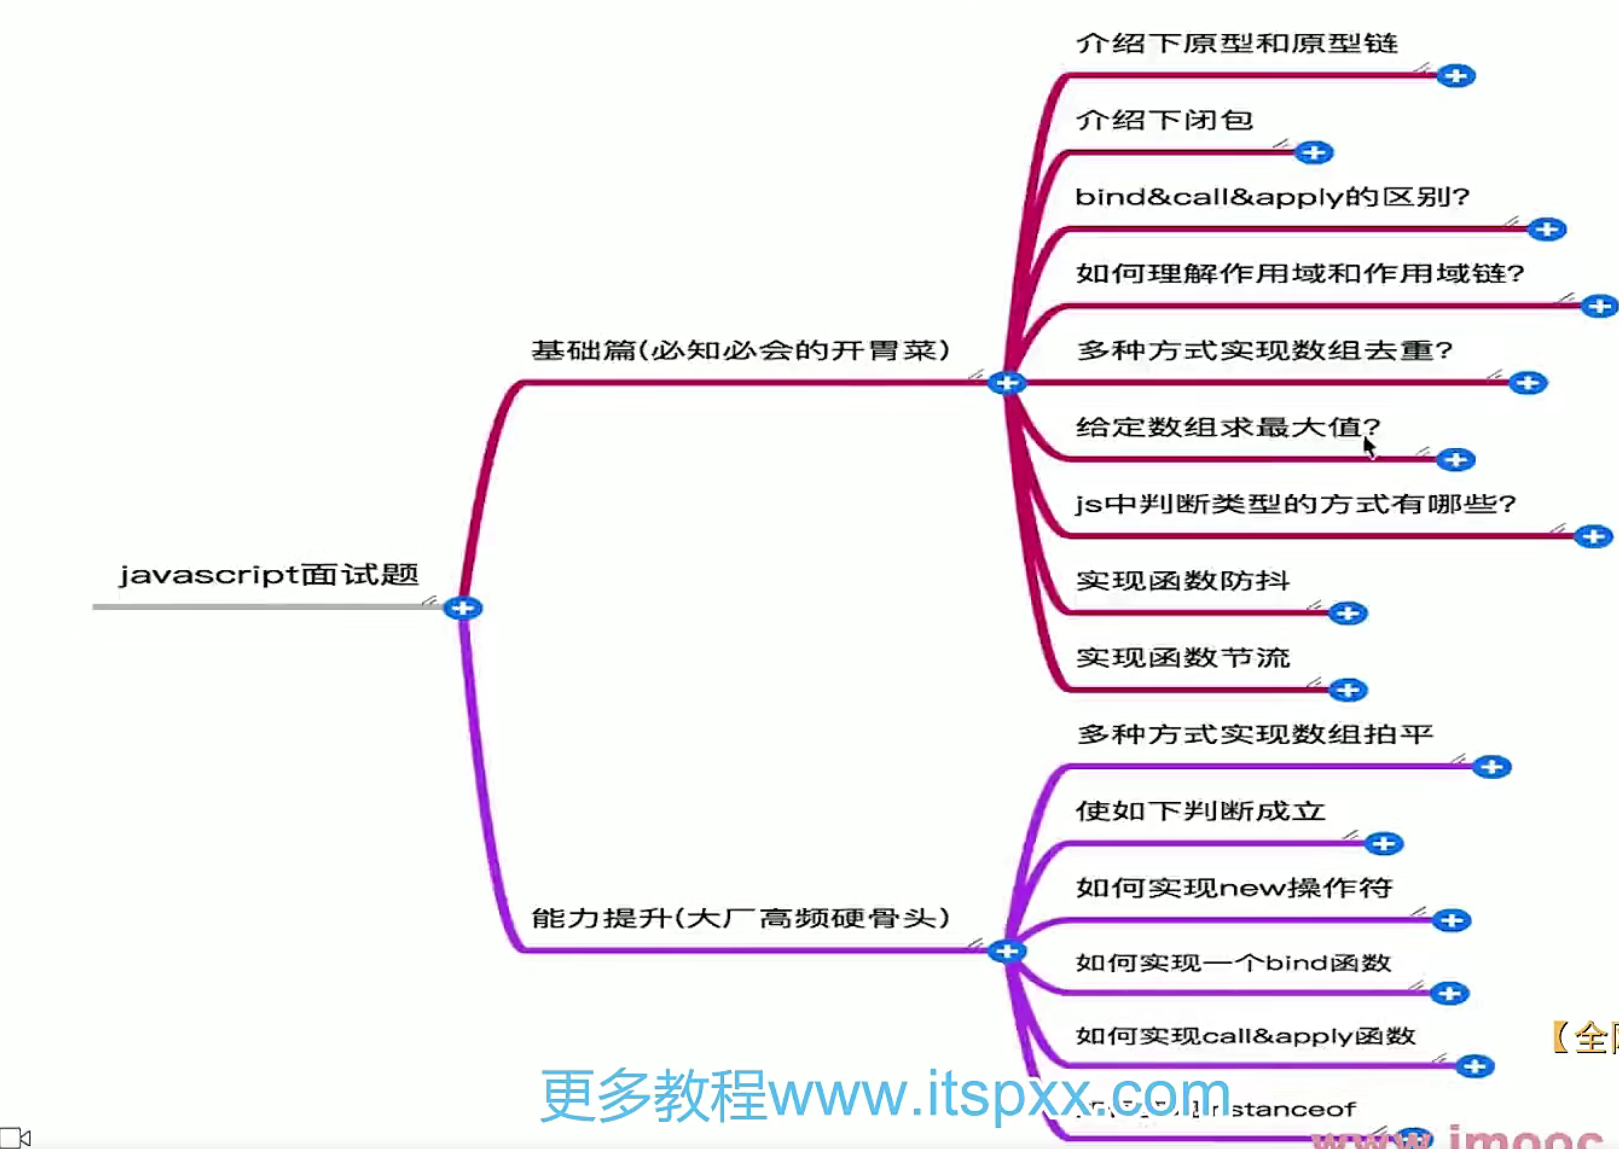 介绍下原型和原型链
介绍下闭包
bind&call&apply的区别?
如何理解作用域和作用域链?
基础篇(必知必会的开胃菜)
多种方式实现数组去重?
给定数组求最大值?
js中判断类型的方式有哪些?
javascript面试题
实现函数防抖
实现函数节流
多种方式实现数组拍平
使如下判断成立
如何实现new操作符
能力提升(大厂高频硬骨头)
如何实现一个bind函数
如何实现call&apply函数
【全
更多教程www.itspxx.com
instanceof
www.imooc